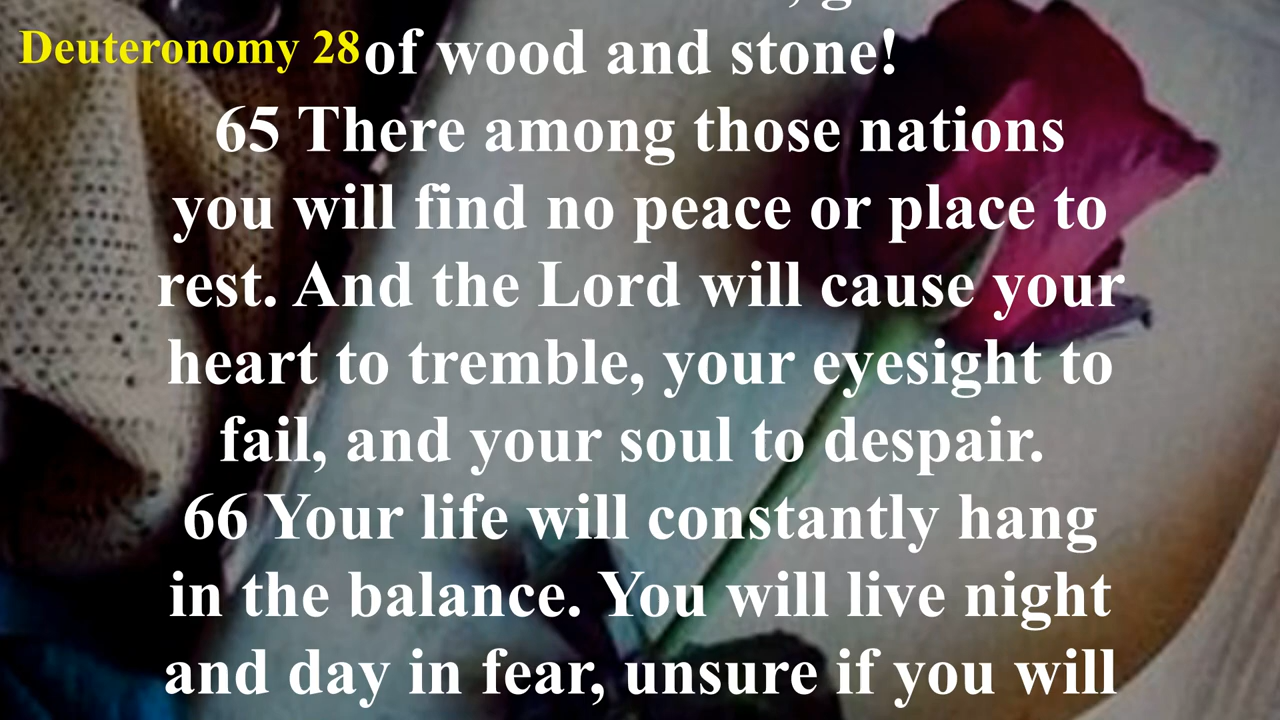 Deuteronomy 28
of wood and stone!
65 There among those nations
you will find no peace or place to
rest. And the Lord will cause your
heart to tremble, your eyesight to
fail, and your soul to despair.
66 Your life will constantly hang
in the balance. You will live night
and day in fear, unsure if you will